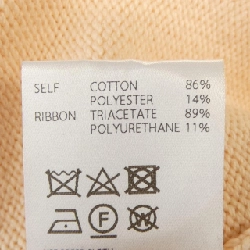 SELF COTTON 86%
POLYESTER 14%
RIBBON TRIACETATE 89%
POLYURETHANE 11%
F W